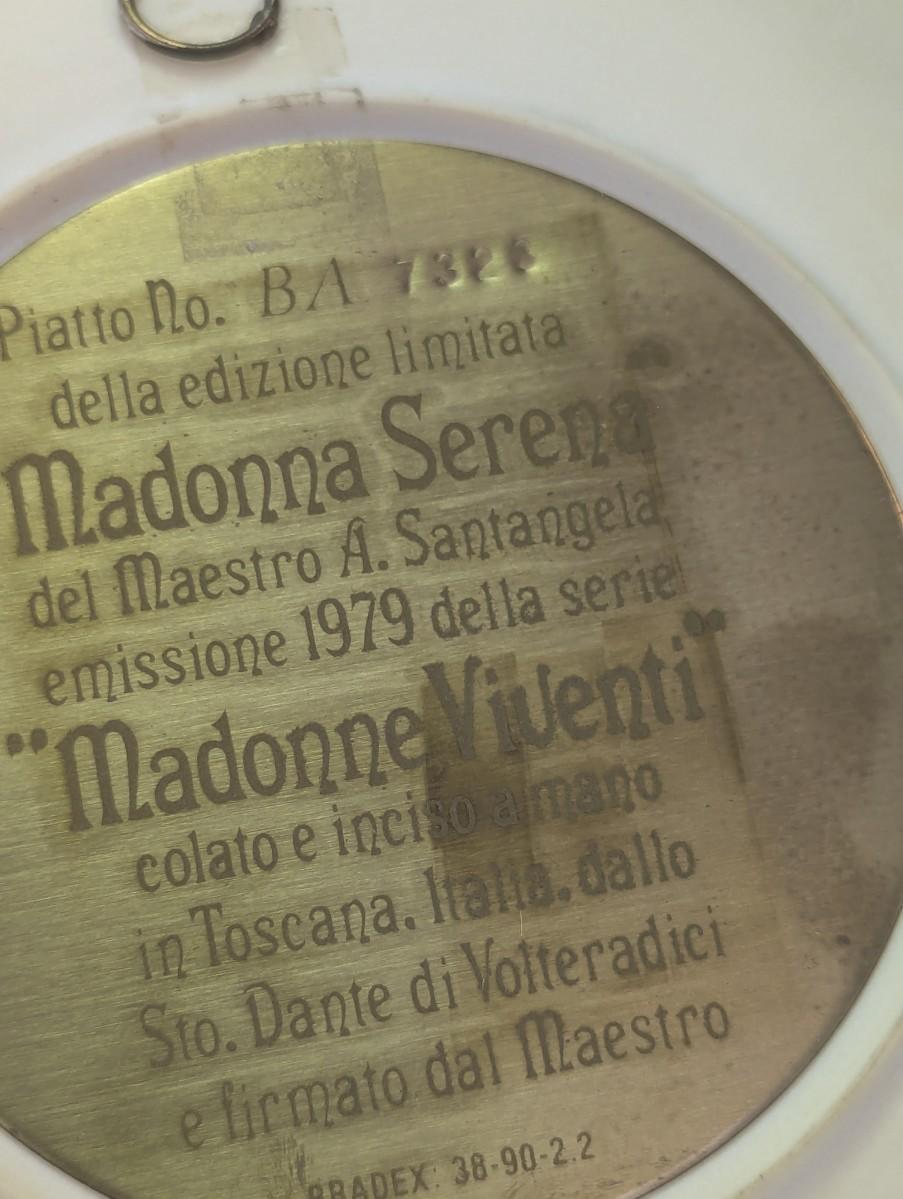 Piatto No. BA 7323
della edizione limitata
Madonna Serena
del Maestro A. Santangela
emissione 1979 della serie
"Madonne Viventi"
colato e inciso a mano
in Toscana. Italia. dallo
Sto. Dante di Volteradici
e firmato dal Maestro
BRADEX: 38-90-2.2